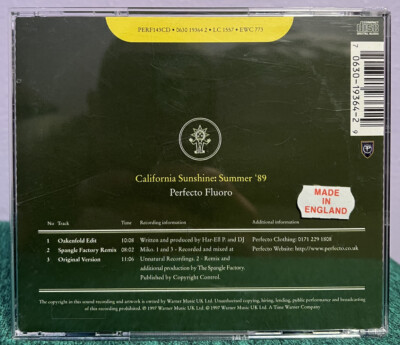 PERF143CD • 0630 19364 2 • LC 1557 • EWC 773
7 0630-19364-2 9
California Sunshine: Summer '89
Perfecto Fluoro
MADE
IN
ENGLAND
No Track Time Recording information Additional information
1 Oakenfold Edit 10:08 Written and produced by Har-Ell P. and DJ Perfecto Clothing: 0171 229 1808
2 Spangle Factory Remix 08:02 Miko. 1 and 3 - Recorded and mixed at Perfecto Website: http://www.perfecto.co.uk
3 Original Version 11:06 Unnatural Recordings. 2 - Remix and
additional production by The Spangle Factory.
Published by Copyright Control.
The copyright in this sound recording and artwork is owned by Warner Music UK Ltd. Unauthorised copying, hiring, lending, public performance and broadcasting
of this recording prohibited. ℗ 1997 Warner Music UK Ltd. © 1997 Warner Music UK Ltd. A Time Warner Company